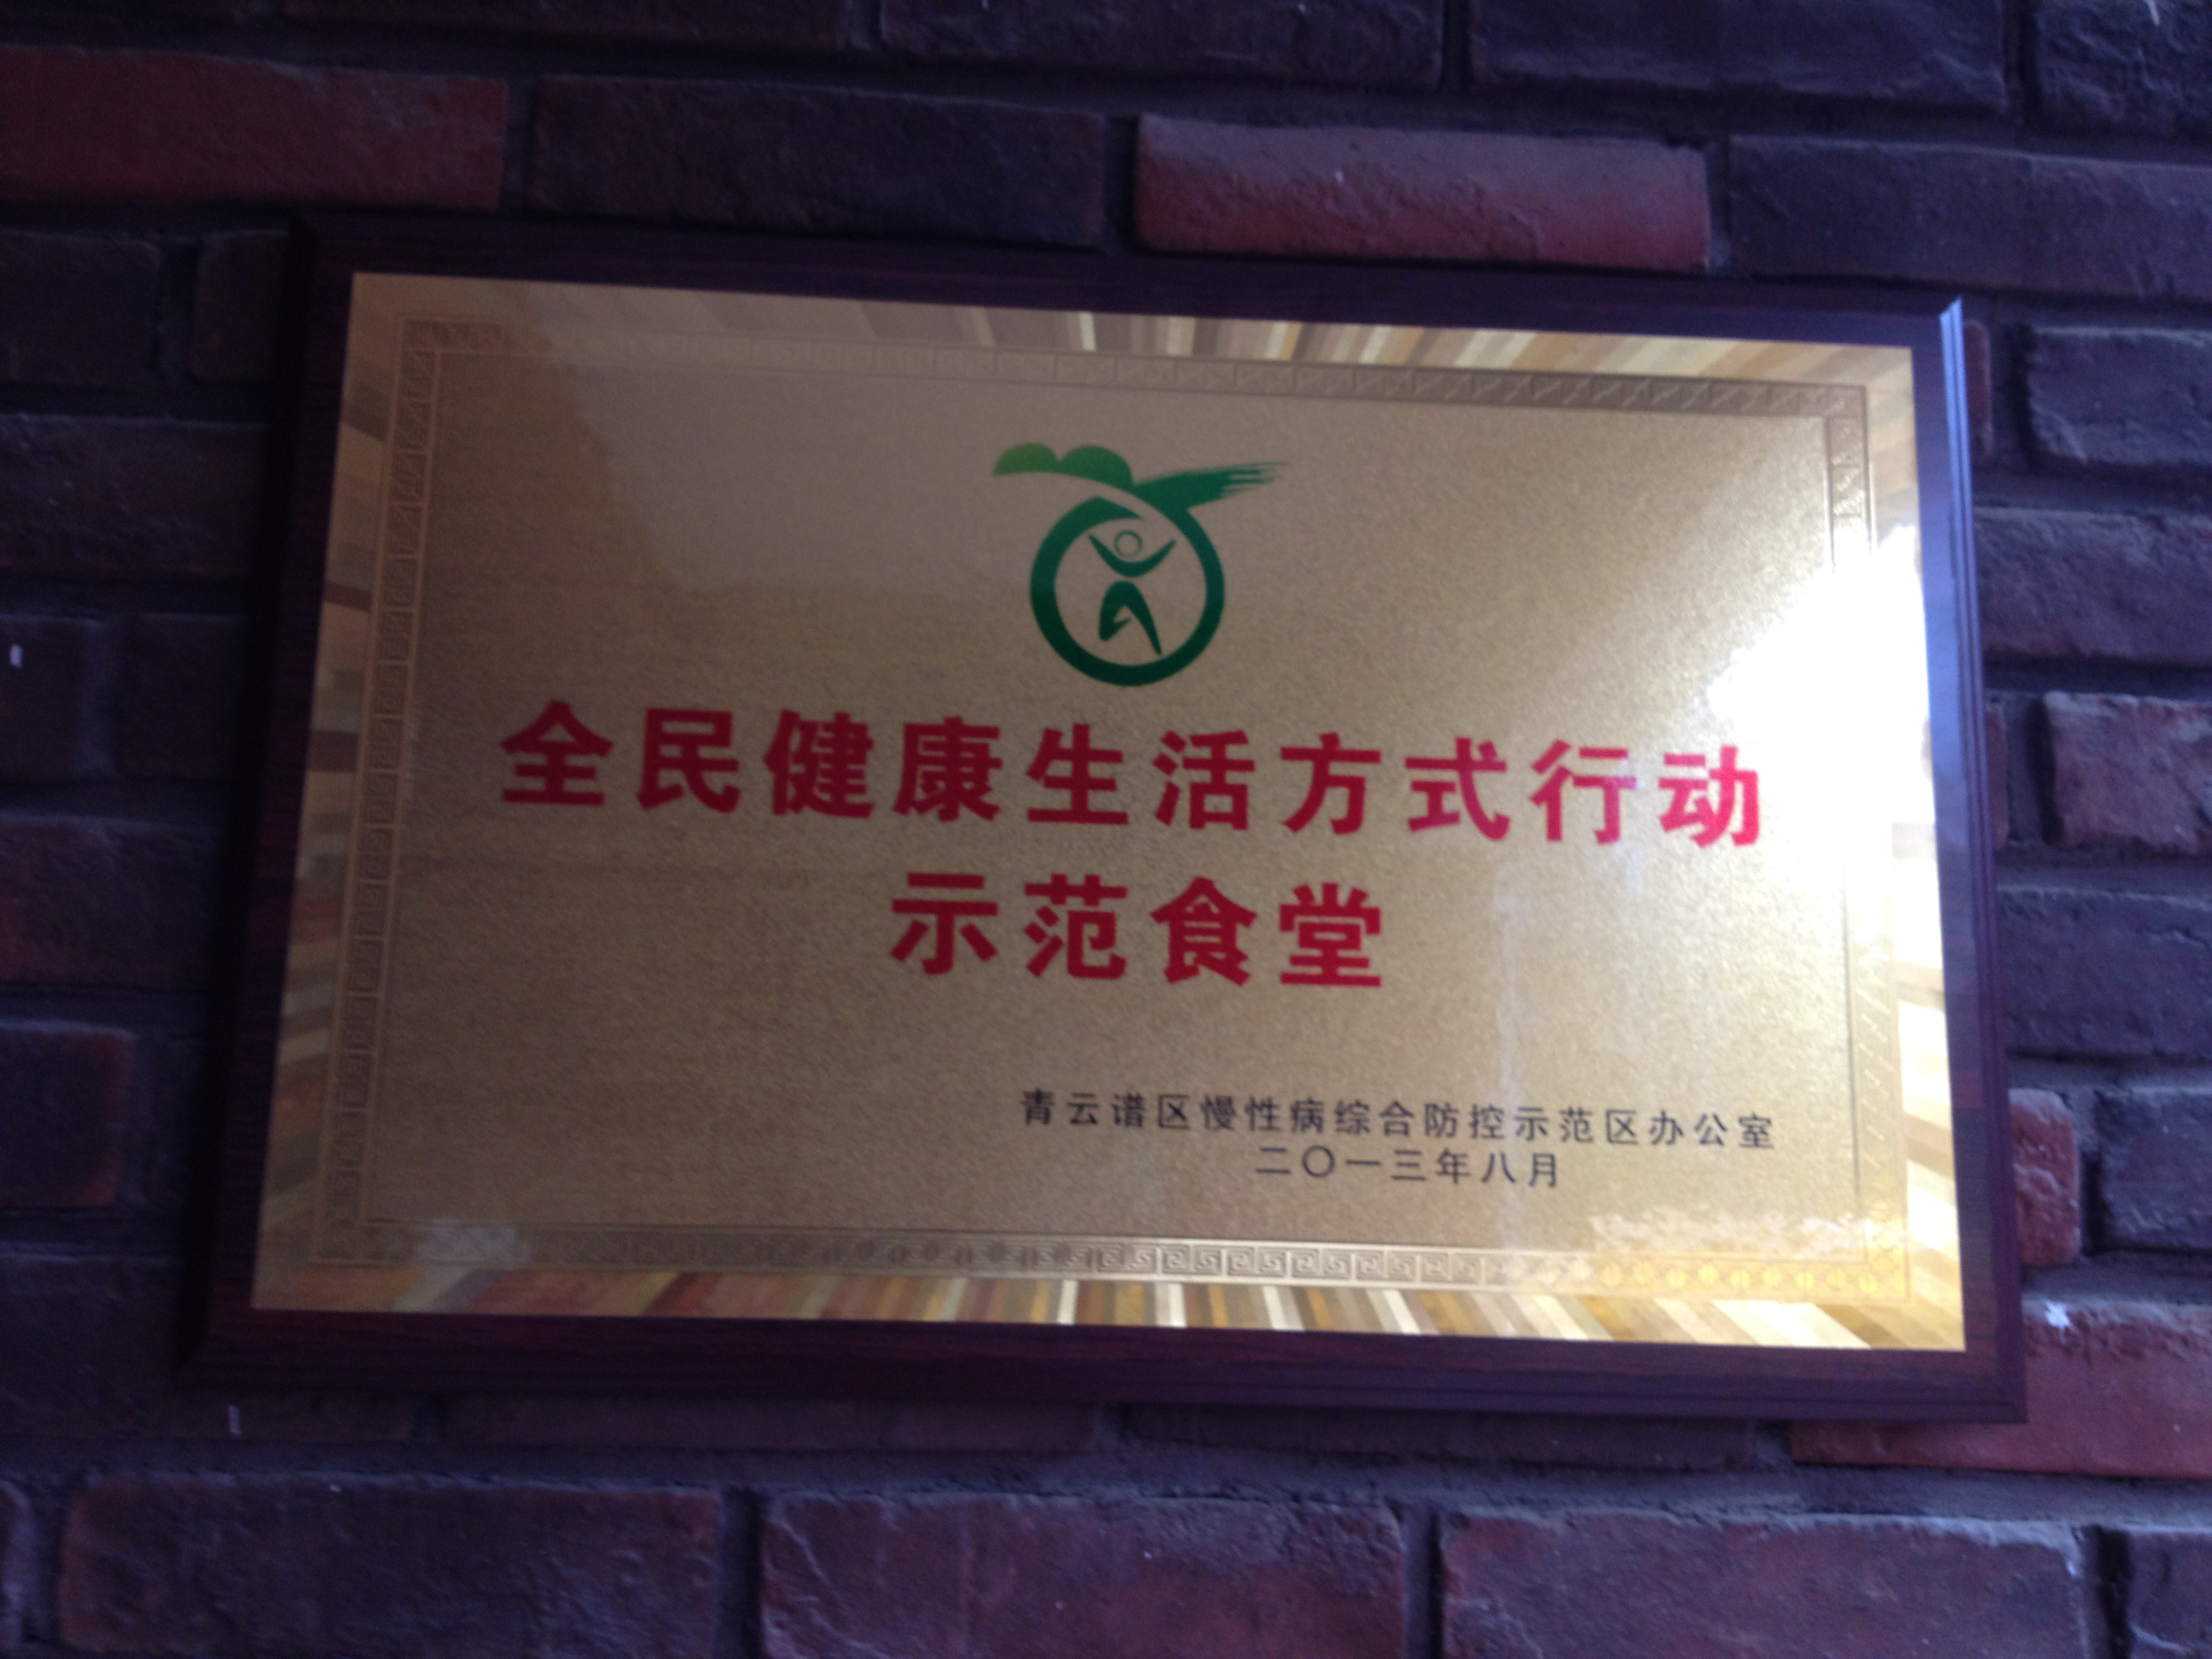 全民健康生活方式行动
示范食堂
青云谱区慢性病综合防控示范区办公室
二〇一三年八月